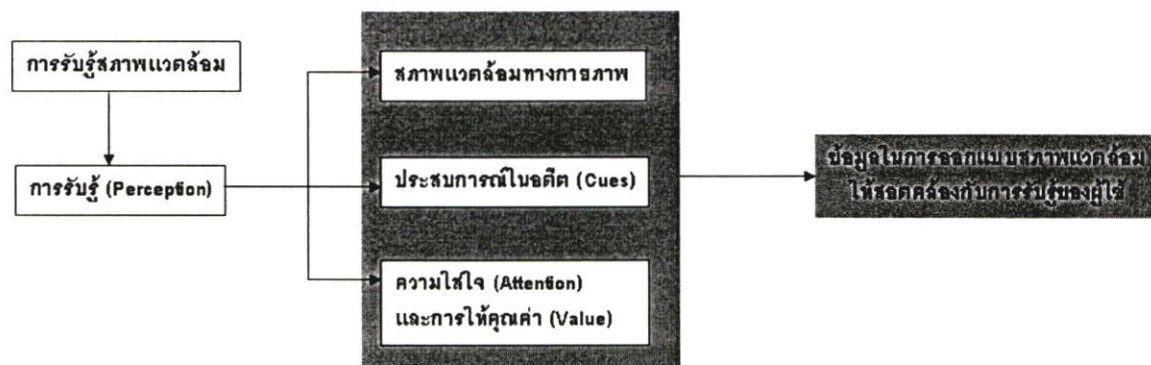 การรับรู้สภาพแวดล้อม
การรับรู้ (Perception)
สภาพแวดล้อมทางกายภาพ
ประสบการณ์ในอดีต (Cues)
ความใส่ใจ (Attention)
และการให้คุณค่า (Value)
ข้อมูลในการออกแบบสภาพแวดล้อม
ให้สอดคล้องกับการรับรู้ของผู้ใช้